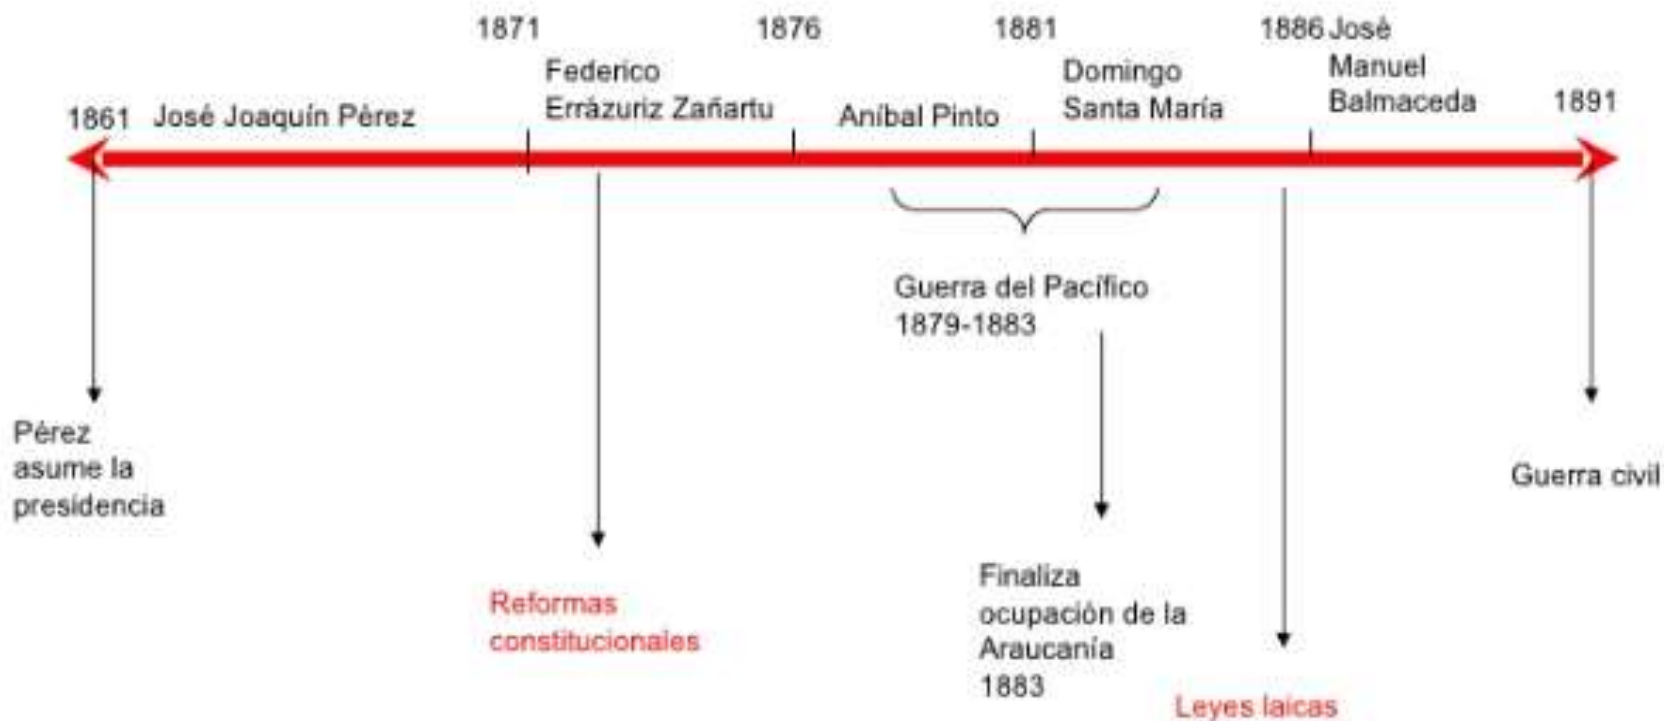 1871
1876
1881
1886 José
Manuel
Balmaceda
Federico
Errázuriz Zañartu
Domingo
Santa María
1861 José Joaquín Pérez
Aníbal Pinto
1891
Guerra del Pacífico
1879-1883
Pérez
asume la
presidencia
Guerra civil
Reformas
constitucionales
Finaliza
ocupación de la
Araucanía
1883
Leyes laicas